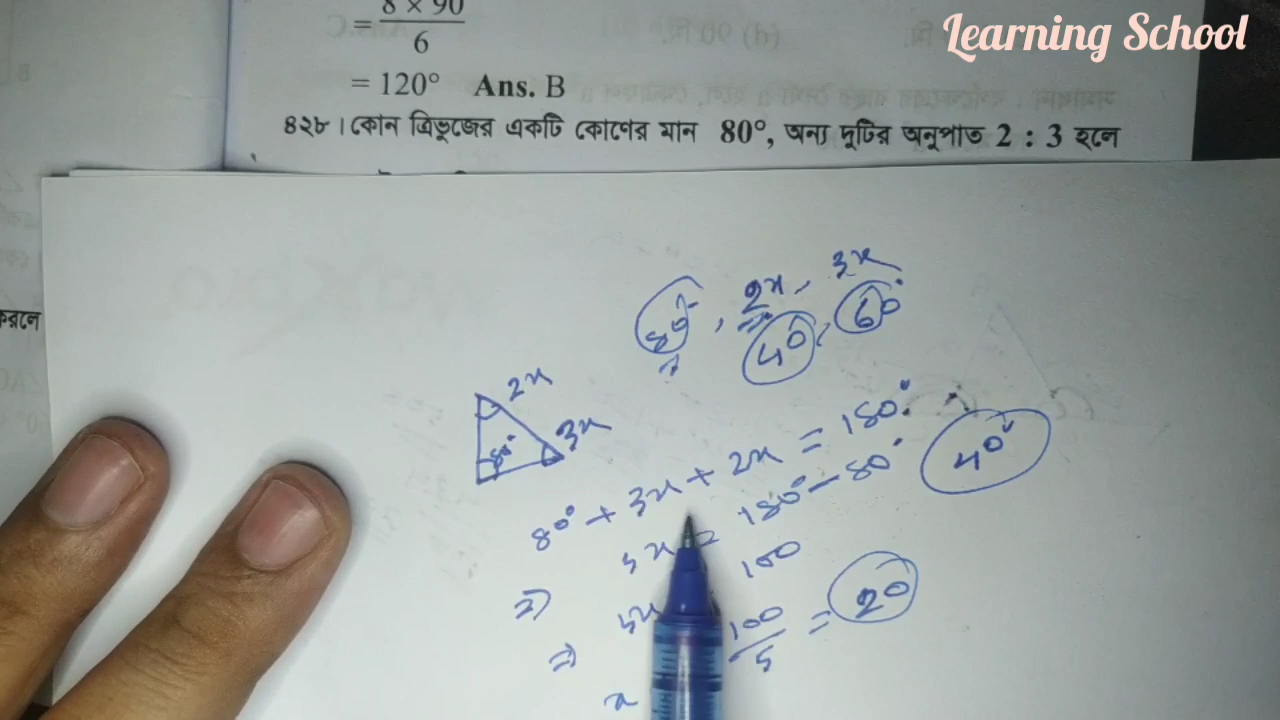 Learning School
= 8 × 90
6
= 120° Ans. B
৪২৮। কোন ত্রিভুজের একটি কোণের মান 80°, অন্য দুটির অনুপাত 2 : 3 হলে
করলে
2x, 3x
80°, 40°, 60°
2x
3x
80°
80° + 3x + 2x = 180°
5x = 180° - 80°
40°
⇒ 5x 100
⇒ x 100/5 = 20